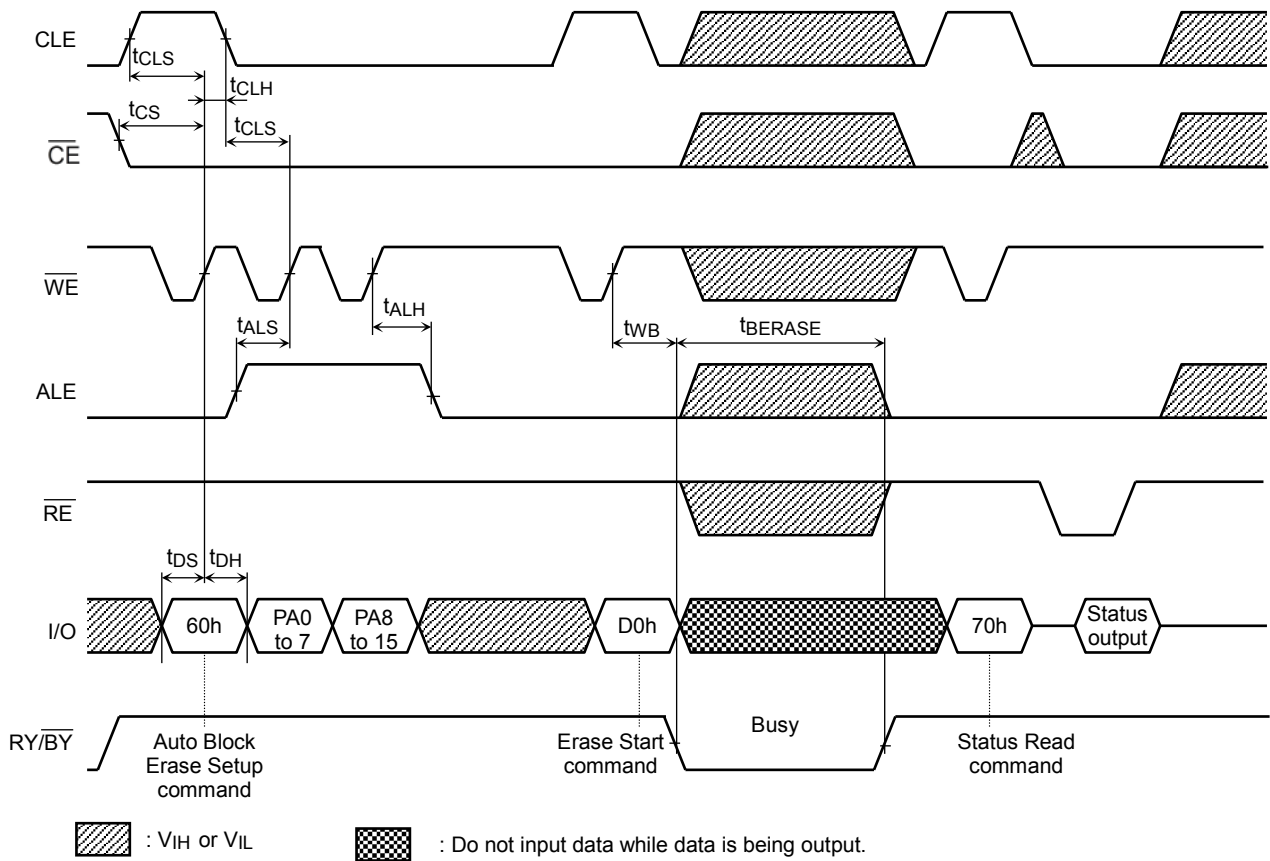 CLE
tCLS
tCLH
tCS
tCLS
CE
WE
tALS
tALH
tWB
tBERASE
ALE
RE
tDS
tDH
I/O
60h
PA0
to 7
PA8
to 15
D0h
70h
Status
output
RY/BY
Busy
Auto Block
Erase Setup
command
Erase Start
command
Status Read
command
: VIH or VIL
: Do not input data while data is being output.